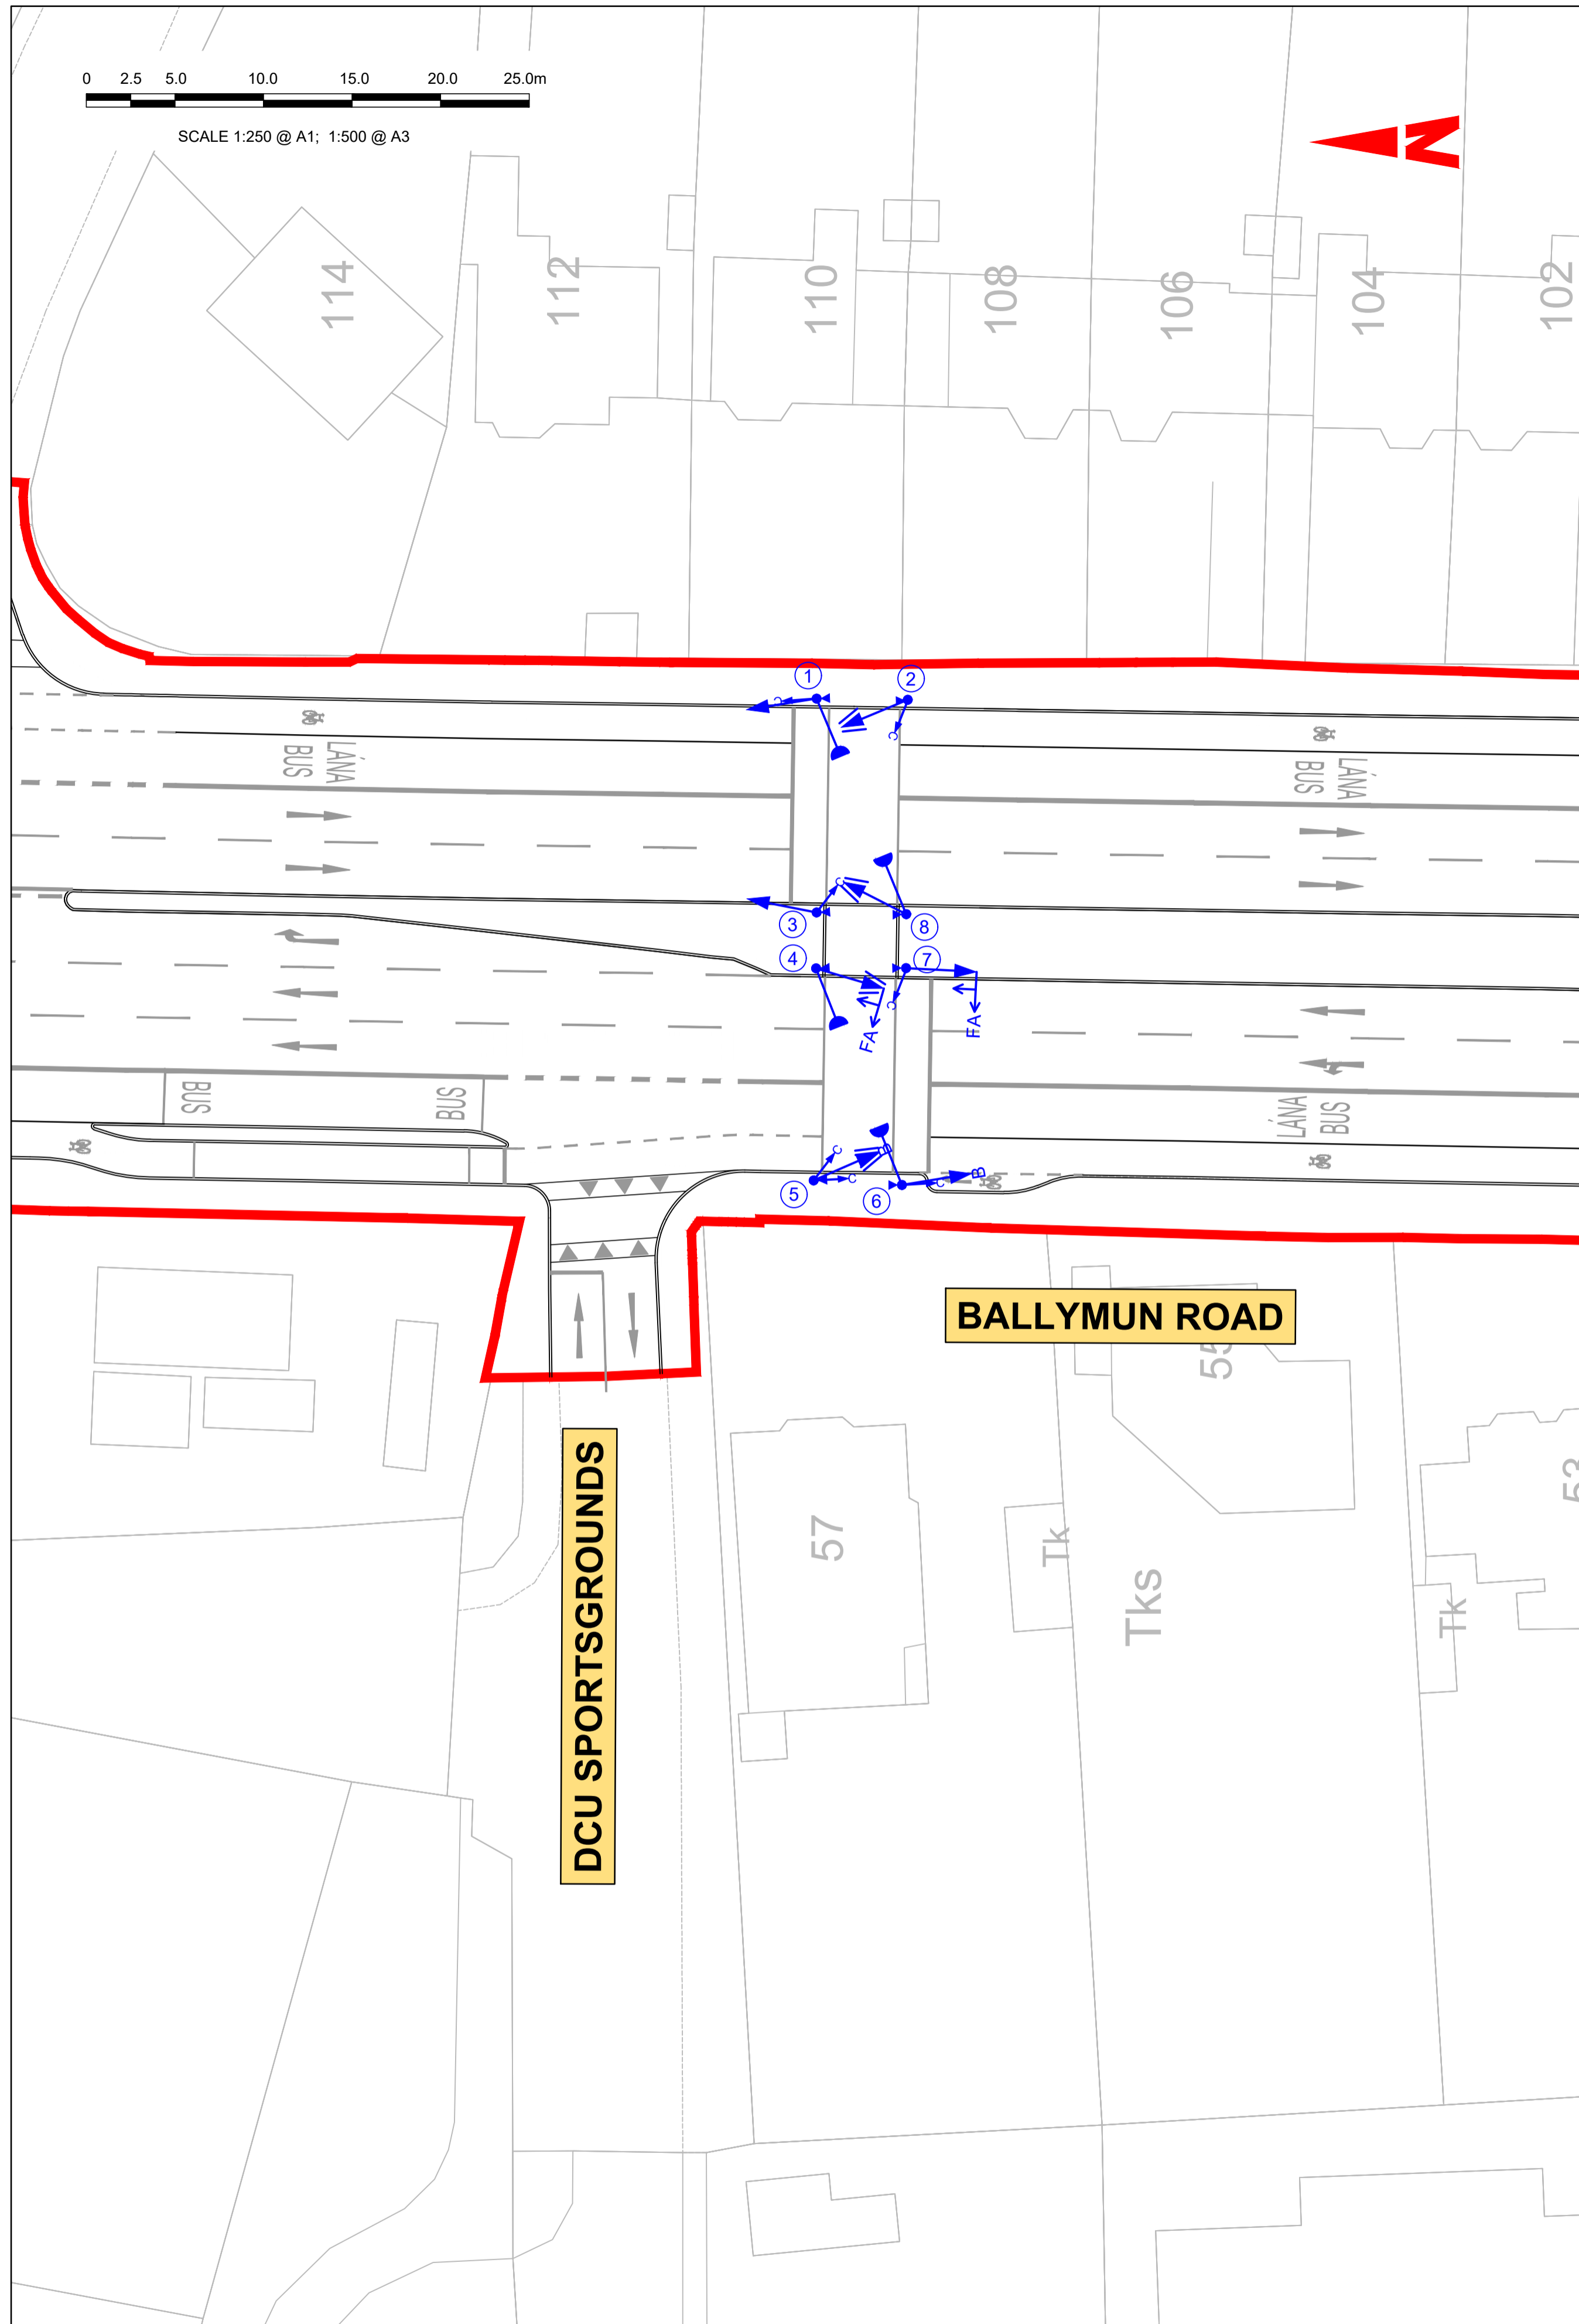 0 2.5 5.0 10.0 15.0 20.0 25.0m
SCALE 1:250 @ A1; 1:500 @ A3
N
114
112
110
108
106
104
102
1
2
C
C
LÁNA
BUS
LÁNA
BUS
C
3
8
4
7
C
FA
FA
BUS
BUS
LÁNA
BUS
C
B
C
C
B
5
6
BALLYMUN ROAD
55
DCU SPORTSGROUNDS
57
Tk
Tks
53
Tk